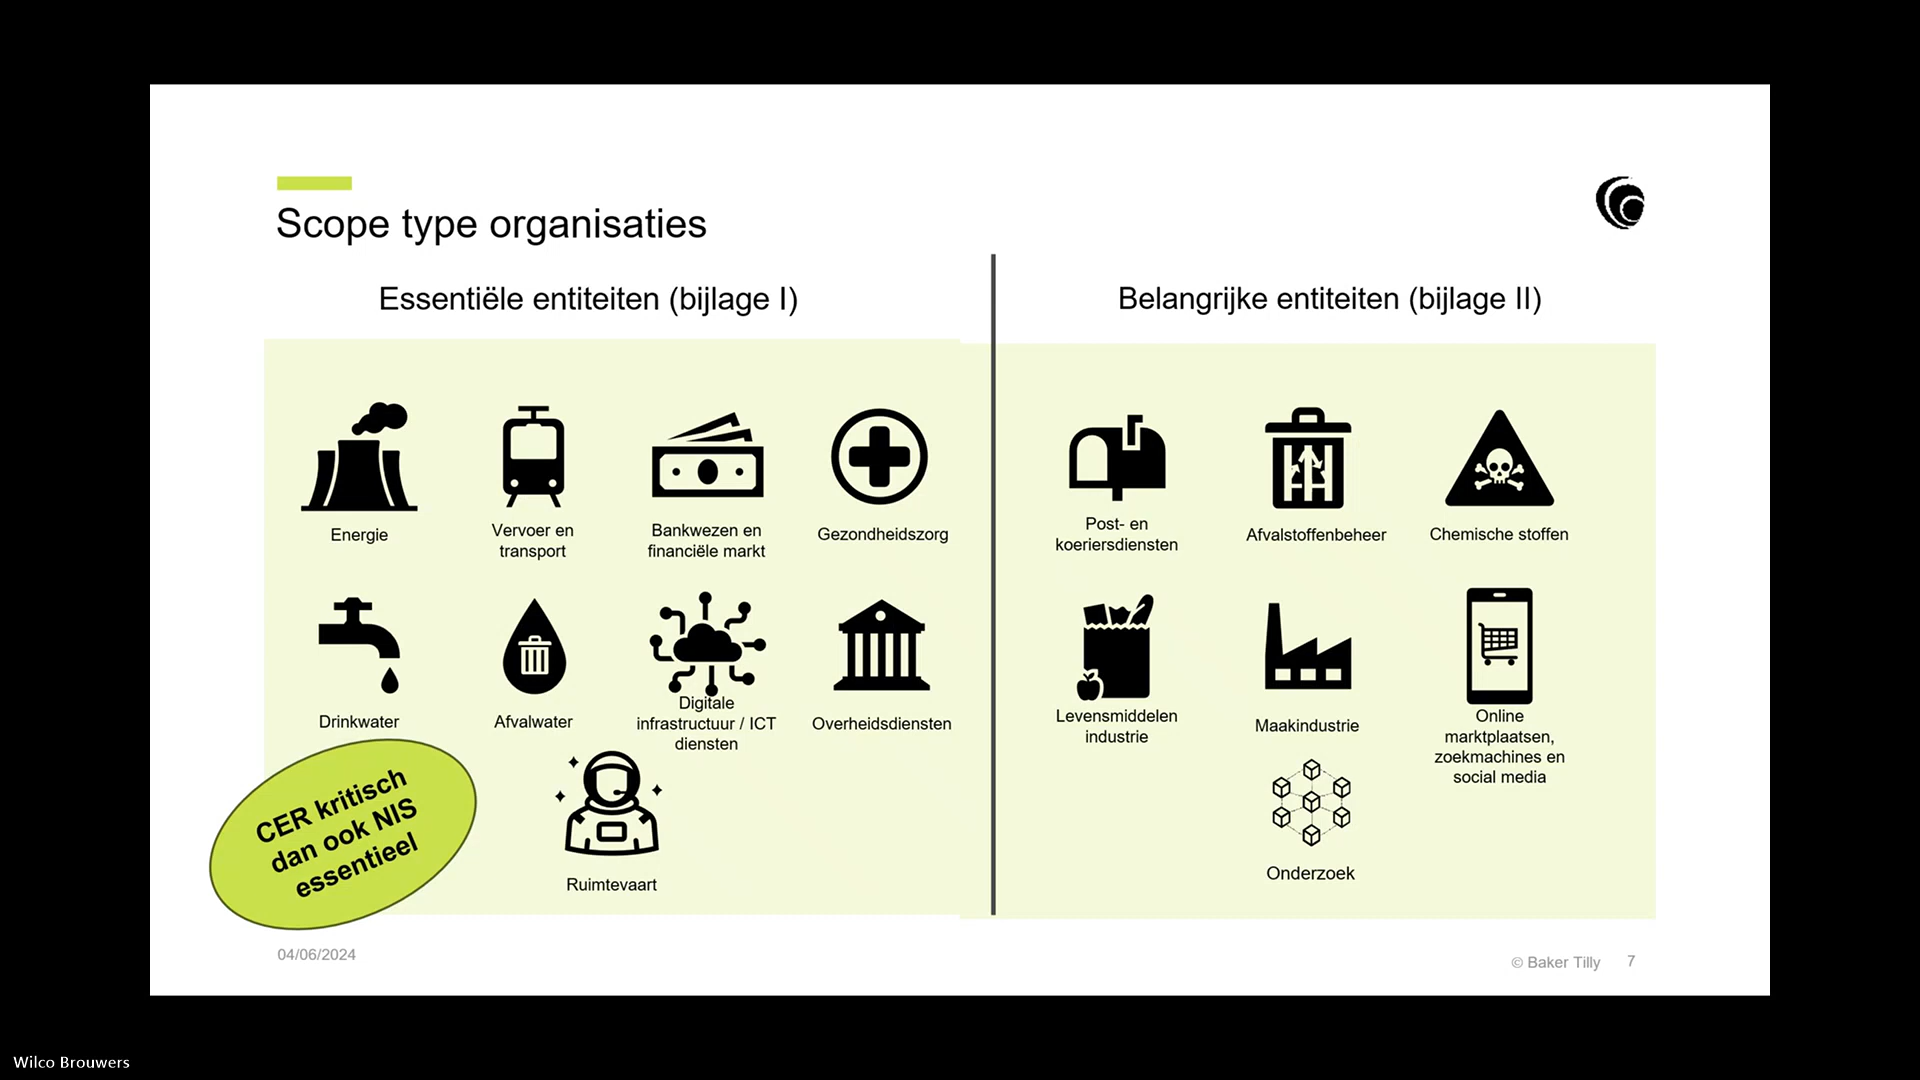 Scope type organisaties
Essentiële entiteiten (bijlage I)
Belangrijke entiteiten (bijlage II)
Energie
Vervoer en
transport
Bankwezen en
financiële markt
Gezondheidszorg
Post- en
koeriersdiensten
Afvalstoffenbeheer
Chemische stoffen
Drinkwater
Afvalwater
Digitale
infrastructuur / ICT
diensten
Overheidsdiensten
Levensmiddelen
industrie
Maakindustrie
Online
marktplaatsen,
zoekmachines en
social media
CER kritisch
dan ook NIS
essentieel
Ruimtevaart
Onderzoek
04/06/2024
© Baker Tilly
7
Wilco Brouwers